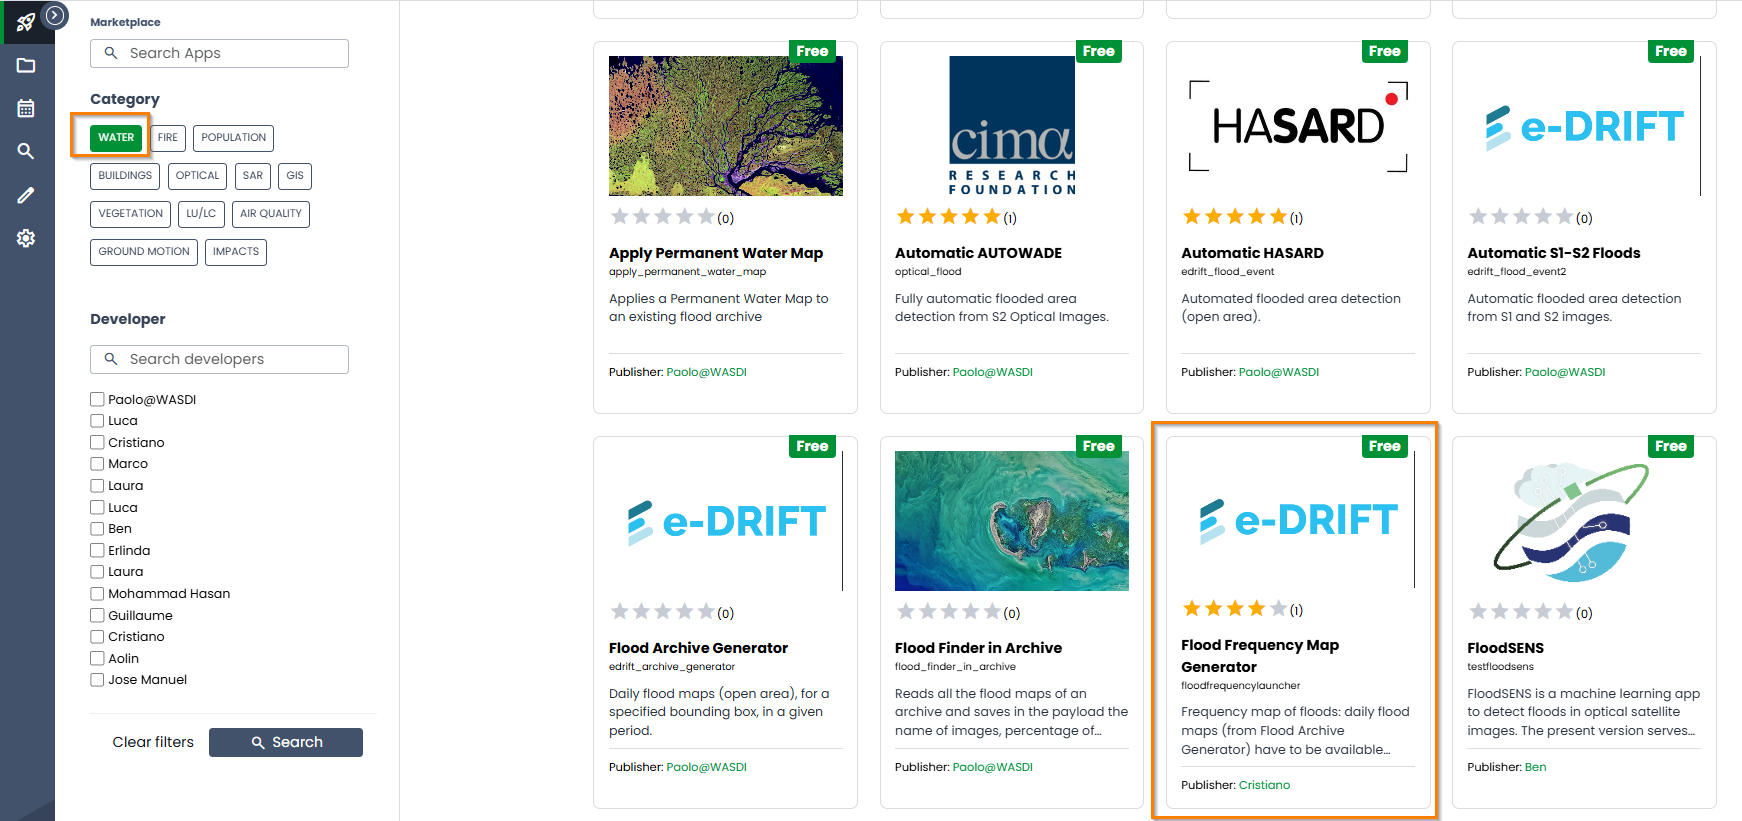 Marketplace
Search Apps
Category
WATER
FIRE
POPULATION
BUILDINGS
OPTICAL
SAR
GIS
VEGETATION
LU/LC
AIR QUALITY
GROUND MOTION
IMPACTS
Developer
Search developers
Paolo@WASDI
Luca
Cristiano
Marco
Laura
Luca
Ben
Erlinda
Laura
Mohammad Hasan
Guillaume
Cristiano
Aolin
Jose Manuel
Clear filters
Search
Free
(0)
Apply Permanent Water Map
apply_permanent_water_map
Applies a Permanent Water Map to
an existing flood archive
Publisher: Paolo@WASDI
Free
cima
RESEARCH
FOUNDATION
(1)
Automatic AUTOWADE
optical_flood
Fully automatic flooded area
detection from S2 Optical Images.
Publisher: Paolo@WASDI
Free
HASARD
(1)
Automatic HASARD
edrift_flood_event
Automated flooded area detection
(open area).
Publisher: Paolo@WASDI
Free
e-DRIFT
(0)
Automatic S1-S2 Floods
edrift_flood_event2
Automatic flooded area detection
from S1 and S2 images.
Publisher: Paolo@WASDI
Free
e-DRIFT
(0)
Flood Archive Generator
edrift_archive_generator
Daily flood maps (open area), for a
specified bounding box, in a given
period.
Publisher: Paolo@WASDI
Free
(0)
Flood Finder in Archive
flood_finder_in_archive
Reads all the flood maps of an
archive and saves in the payload the
name of images, percentage of...
Publisher: Paolo@WASDI
Free
e-DRIFT
(1)
Flood Frequency Map
Generator
floodfrequencylauncher
Frequency map of floods: daily flood
maps (from Flood Archive
Generator) have to be available...
Publisher: Cristiano
Free
(0)
FloodSENS
testfloodsens
FloodSENS is a machine learning app
to detect floods in optical satellite
images. The present version serves...
Publisher: Ben